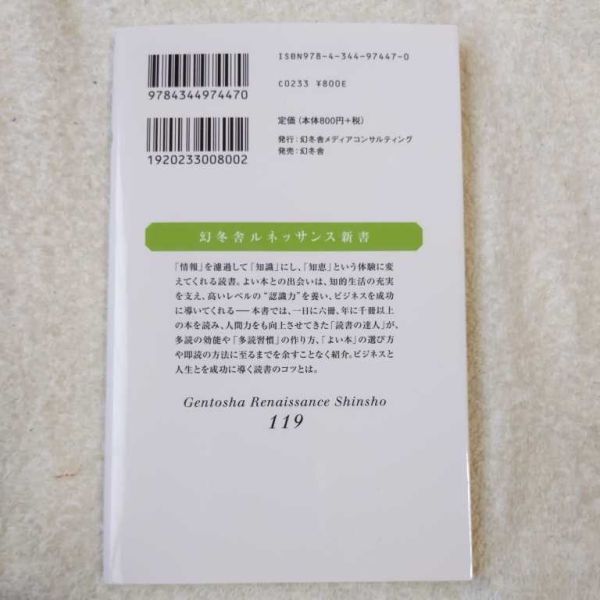 ISBN978-4-344-97447-0
C0233 ¥800E
9784344974470
定価(本体800円+税)
発行:幻冬舎メディアコンサルティング
発売:幻冬舎
1920233008002
幻冬舎ルネッサンス新書
「情報」を濾過して「知識」にし、「知恵」という体験に変
えてくれる読書。よい本との出会いは、知的生活の充実
を支え、高いレベルの“認識力”を養い、ビジネスを成功
に導いてくれる——本書では、一日に六冊、年に千冊以上
の本を読み、人間力をも向上させてきた「読書の達人」が、
多読の効能や「多読習慣」の作り方、「よい本」の選び方
や即読の方法に至るまでを余すことなく紹介。ビジネスと
人生とを成功に導く読書のコツとは。
Gentosha Renaissance Shinsho
119